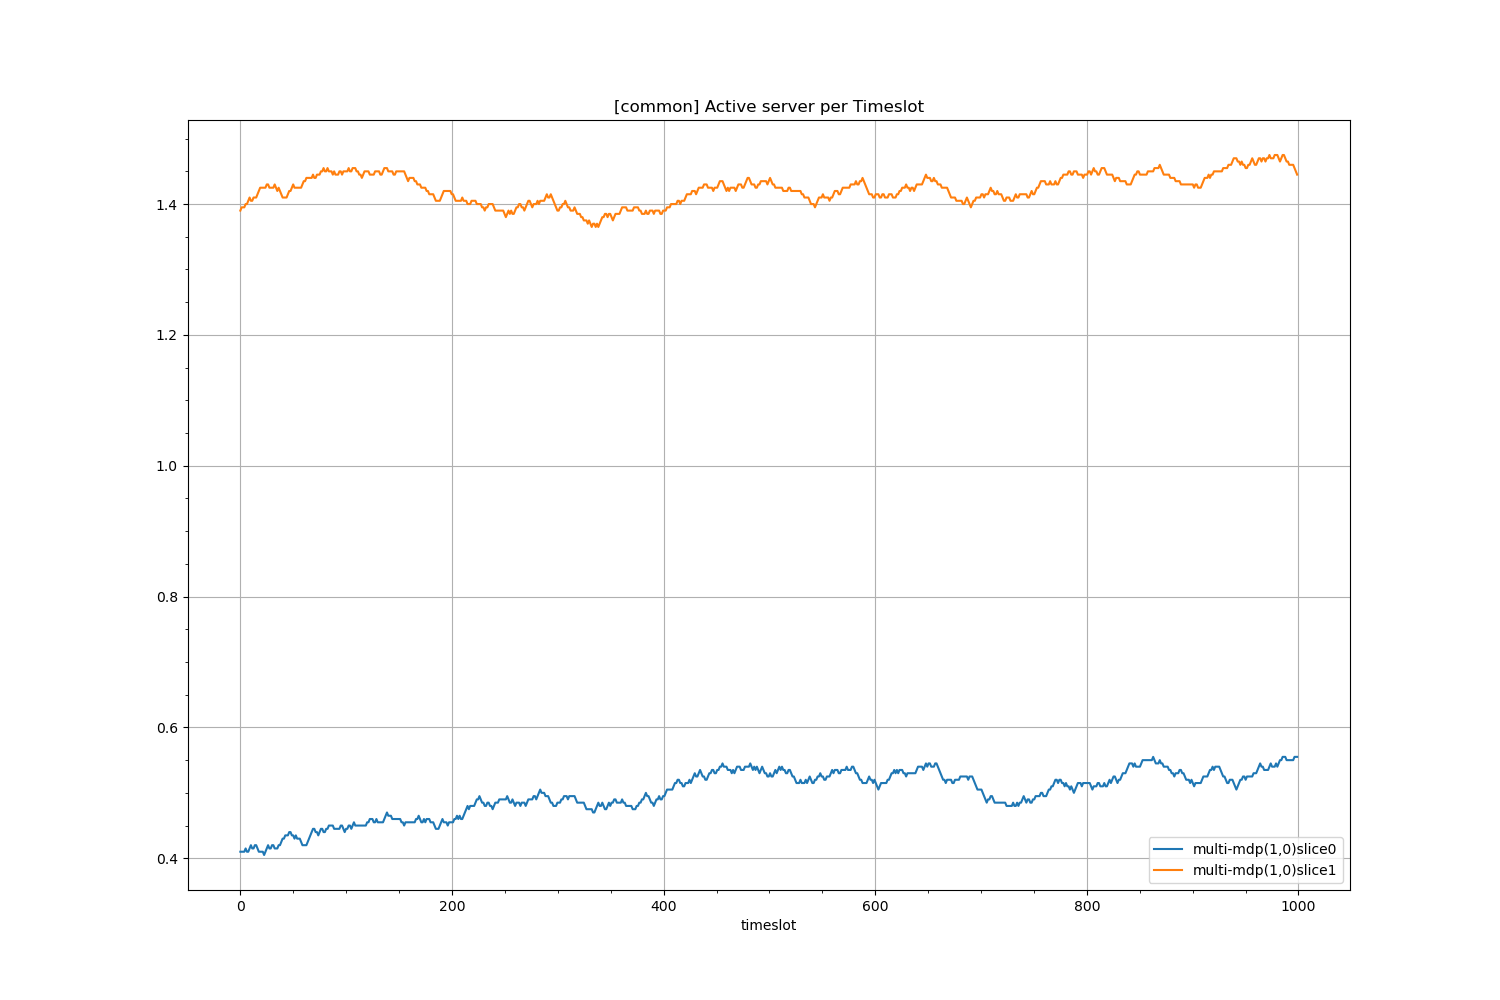 [common] Active server per Timeslot
1.4
1.2
1.0
0.8
0.6
0.4
0 200 400 600 800 1000
timeslot
multi-mdp(1,0)slice0
multi-mdp(1,0)slice1